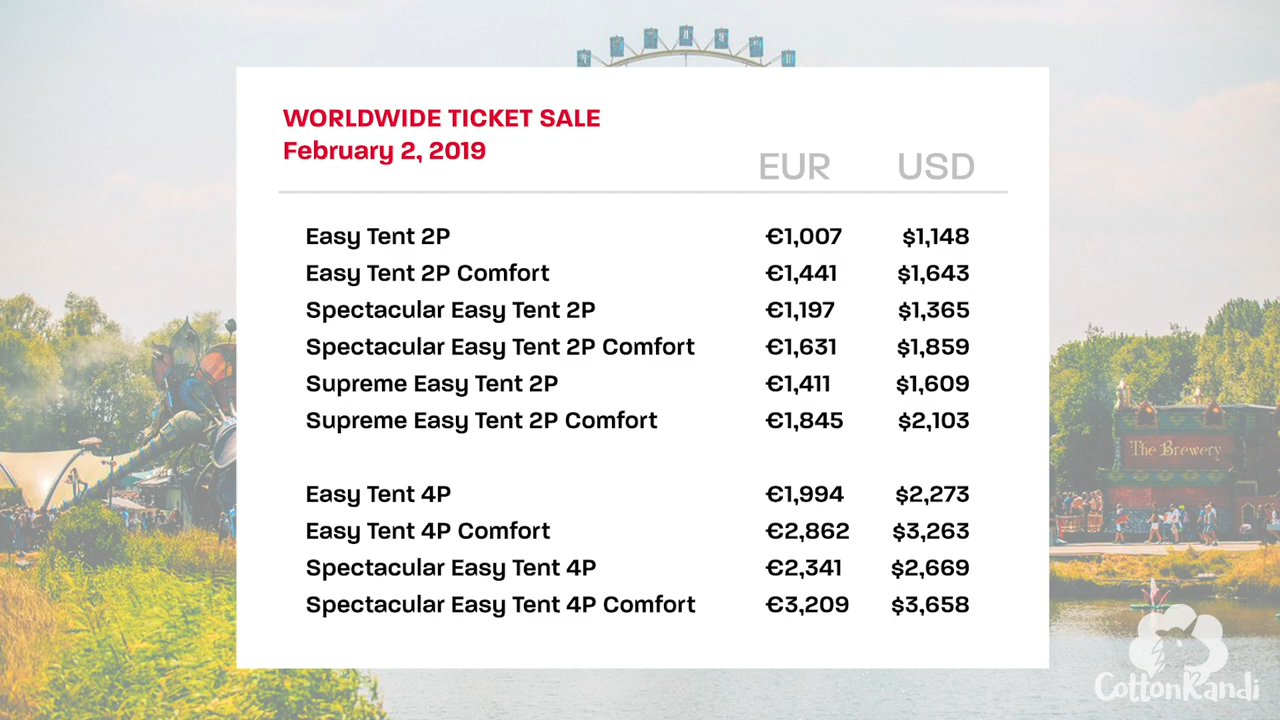 WORLDWIDE TICKET SALE
February 2, 2019
EUR USD
Easy Tent 2P €1,007 $1,148
Easy Tent 2P Comfort €1,441 $1,643
Spectacular Easy Tent 2P €1,197 $1,365
Spectacular Easy Tent 2P Comfort €1,631 $1,859
Supreme Easy Tent 2P €1,411 $1,609
Supreme Easy Tent 2P Comfort €1,845 $2,103
Easy Tent 4P €1,994 $2,273
Easy Tent 4P Comfort €2,862 $3,263
Spectacular Easy Tent 4P €2,341 $2,669
Spectacular Easy Tent 4P Comfort €3,209 $3,658
The Brewery
CottonRandi